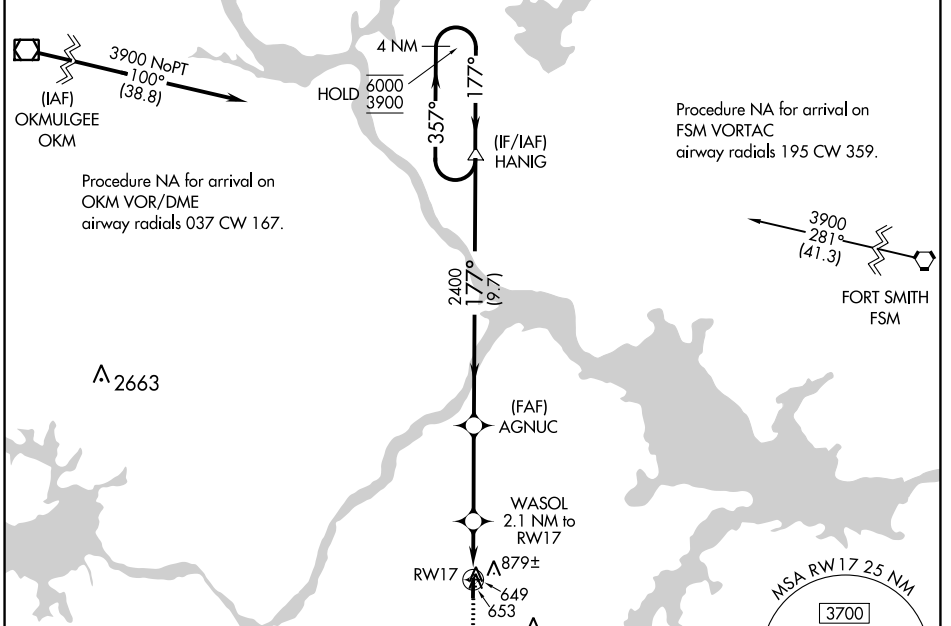 3900 NoPT
100°
(38.8)
(IAF)
OKMULGEE
OKM
4 NM
HOLD
6000
3900
357°
177°
(IF/IAF)
HANIG
Procedure NA for arrival on
FSM VORTAC
airway radials 195 CW 359.
Procedure NA for arrival on
OKM VOR/DME
airway radials 037 CW 167.
3900
281°
(41.3)
FORT SMITH
FSM
2400
177°
(9.7)
2663
(FAF)
AGNUC
WASOL
2.1 NM to
RW17
RW17
879±
649
653
MSA RW17 25 NM
3700